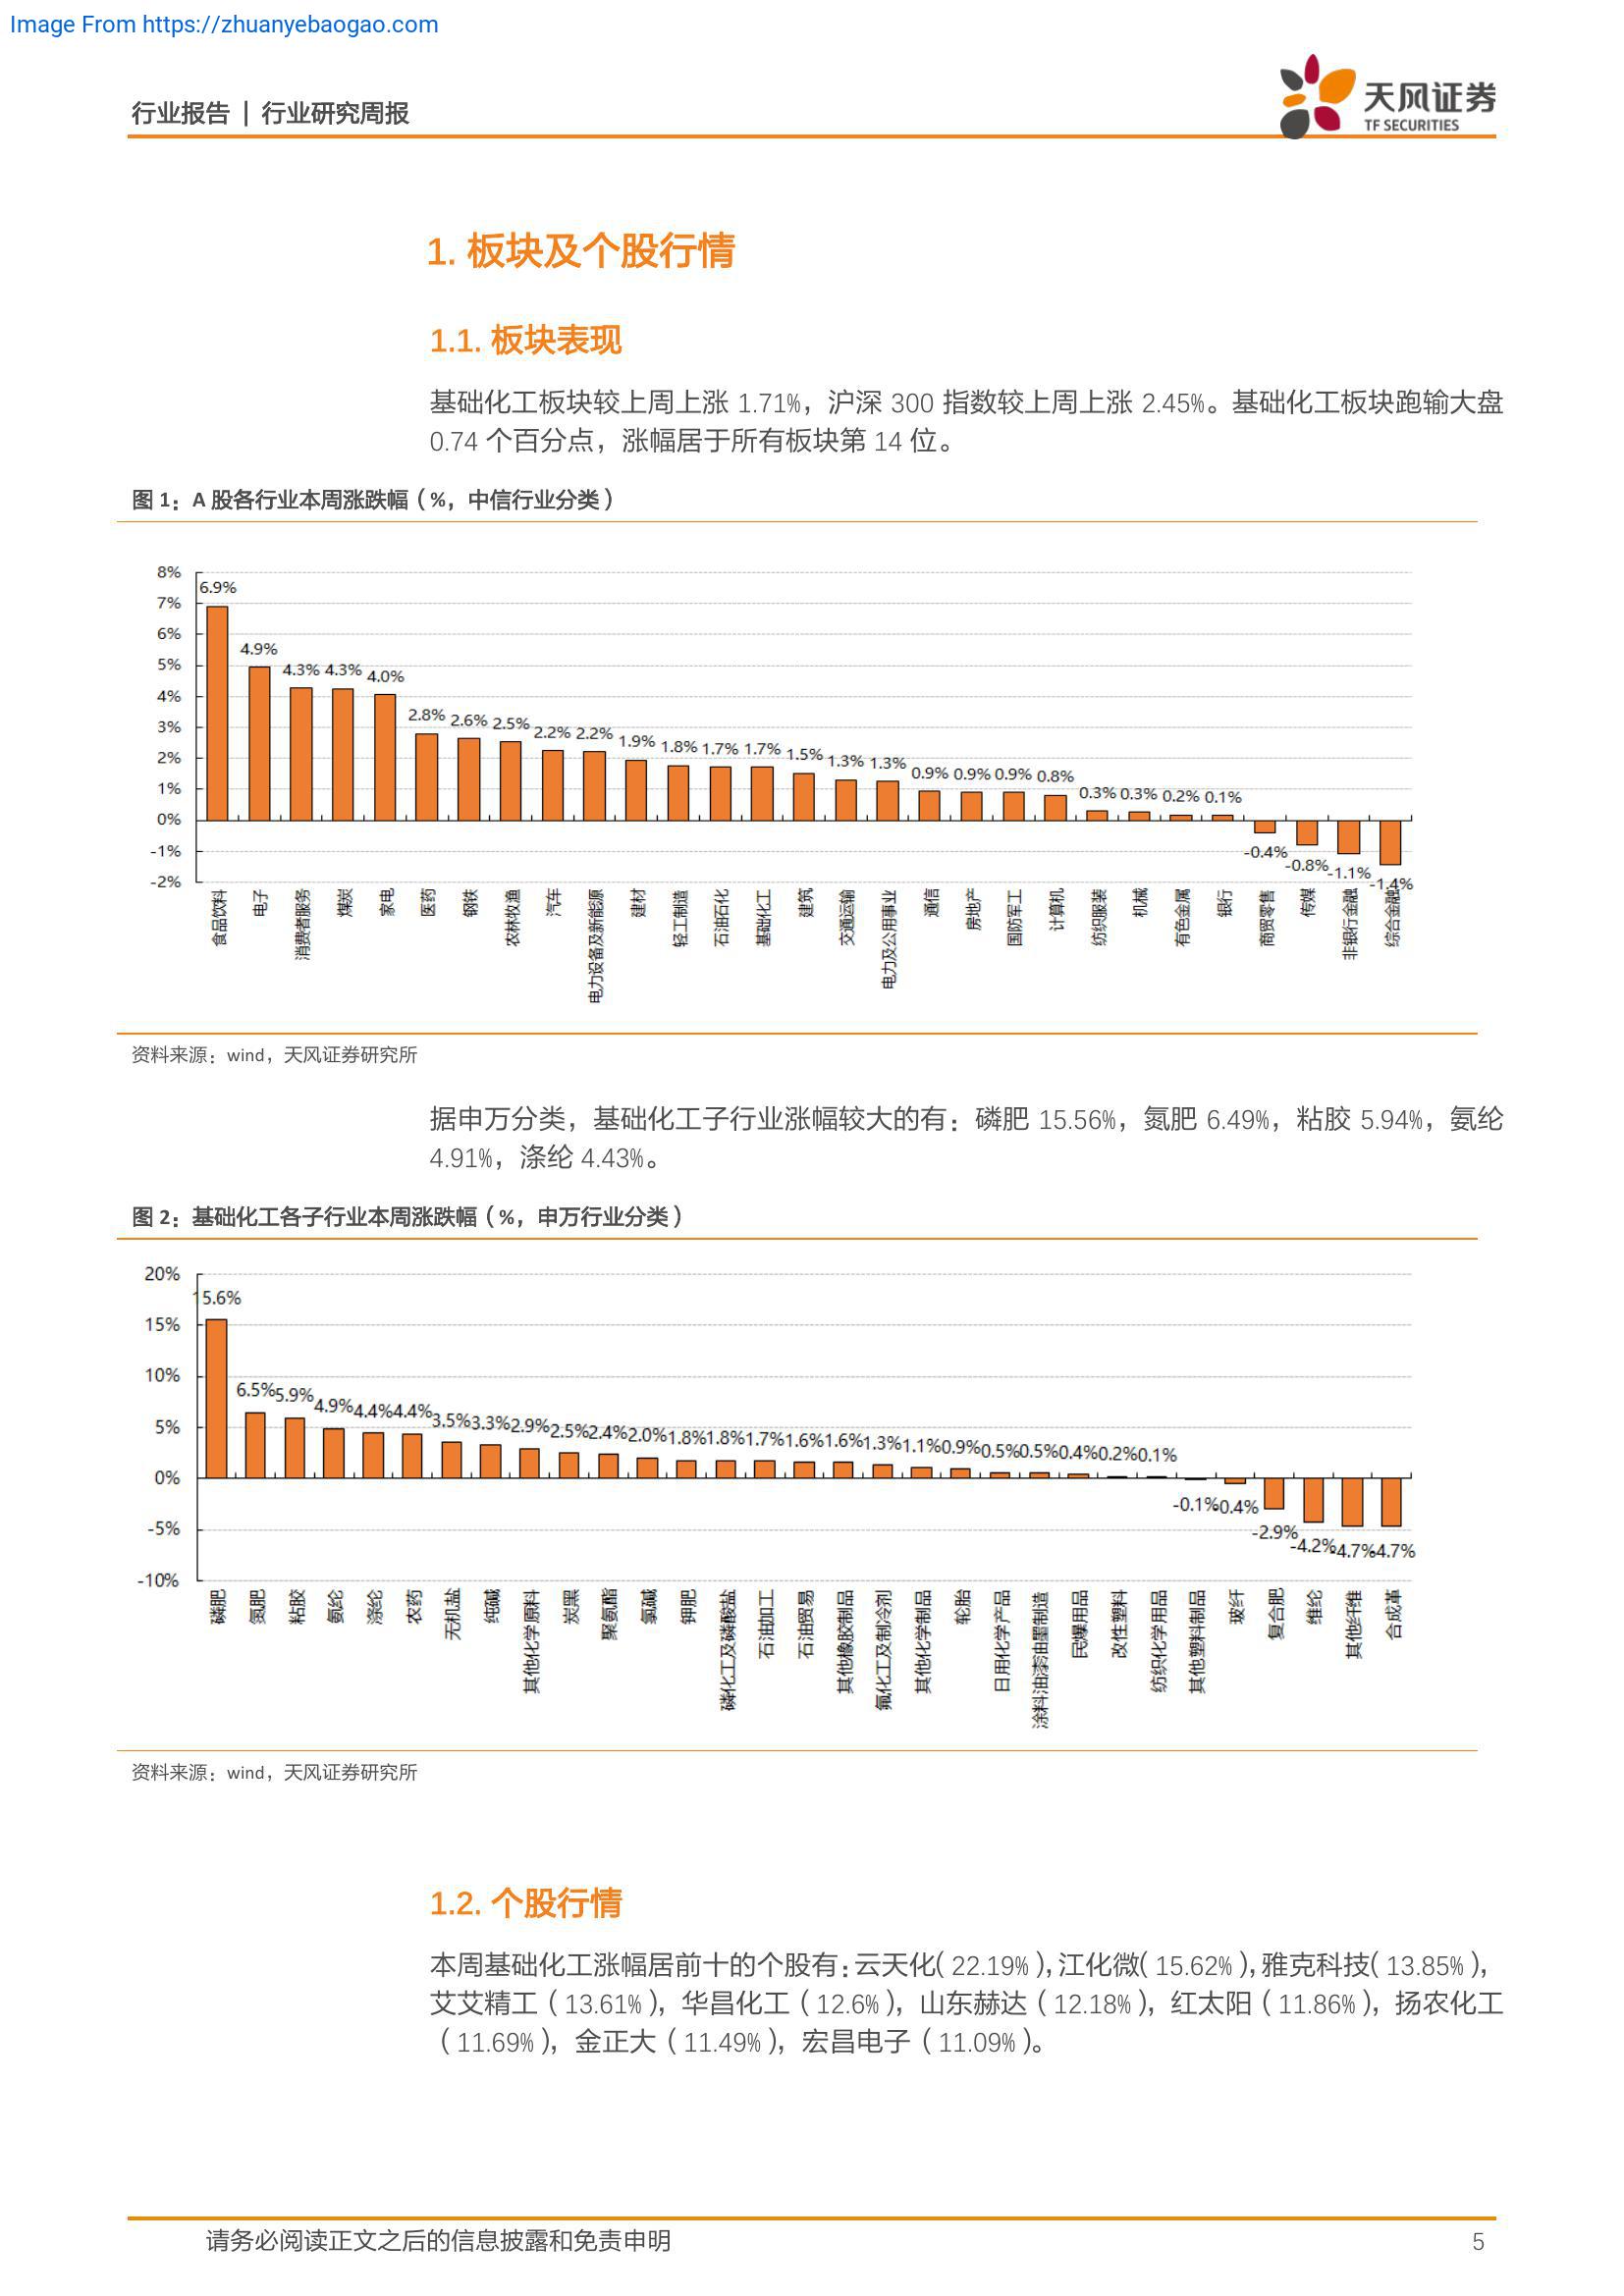 Image From https://zhuanyebaogao.com
行业报告 | 行业研究周报
天风证券
TF SECURITIES
1. 板块及个股行情
1.1. 板块表现
基础化工板块较上周上涨 1.71%，沪深 300 指数较上周上涨 2.45%。基础化工板块跑输大盘
0.74 个百分点，涨幅居于所有板块第 14 位。
图 1：A 股各行业本周涨跌幅（%，中信行业分类）
8%
7%
6%
5%
4%
3%
2%
1%
0%
-1%
-2%
6.9%
4.9%
4.3%
4.3%
4.0%
2.8%
2.6%
2.5%
2.2%
2.2%
1.9%
1.8%
1.7%
1.7%
1.5%
1.3%
1.3%
0.9%
0.9%
0.9%
0.8%
0.3%
0.3%
0.2%
0.1%
-0.4%
-0.8%
-1.1%
-1.4%
食品饮料
电子
消费者服务
煤炭
家电
医药
钢铁
农林牧渔
汽车
电力设备及新能源
建材
轻工制造
石油石化
基础化工
建筑
交通运输
电力及公用事业
通信
房地产
国防军工
计算机
纺织服装
机械
有色金属
银行
商贸零售
传媒
非银行金融
综合金融
资料来源：wind，天风证券研究所
据申万分类，基础化工子行业涨幅较大的有：磷肥 15.56%，氮肥 6.49%，粘胶 5.94%，氨纶
4.91%，涤纶 4.43%。
图 2：基础化工各子行业本周涨跌幅（%，申万行业分类）
20%
15%
10%
5%
0%
-5%
-10%
15.6%
6.5%
5.9%
4.9%
4.4%
4.4%
3.5%
3.3%
2.9%
2.5%
2.4%
2.0%
1.8%
1.8%
1.7%
1.6%
1.6%
1.3%
1.1%
0.9%
0.5%
0.5%
0.4%
0.2%
0.1%
-0.1%
-0.4%
-2.9%
-4.2%
-4.7%
-4.7%
磷肥
氮肥
粘胶
氨纶
涤纶
农药
无机盐
纯碱
其他化学原料
炭黑
聚氨酯
氯碱
钾肥
磷化工及磷酸盐
石油加工
石油贸易
其他橡胶制品
氟化工及制冷剂
其他化学制品
轮胎
日用化学产品
涂料油漆油墨制造
民爆用品
改性塑料
纺织化学用品
其他塑料制品
玻纤
复合肥
维纶
其他纤维
合成革
资料来源：wind，天风证券研究所
1.2. 个股行情
本周基础化工涨幅居前十的个股有：云天化（22.19%），江化微（15.62%），雅克科技（13.85%），
艾艾精工（13.61%），华昌化工（12.6%），山东赫达（12.18%），红太阳（11.86%），扬农化工
（11.69%），金正大（11.49%），宏昌电子（11.09%）。
请务必阅读正文之后的信息披露和免责申明
5